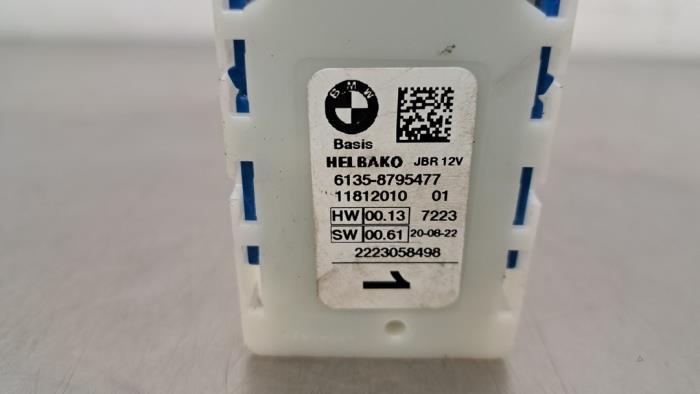 BMW
Basis
HELBAKO JBR 12V
6135-8795477
11812010 01
HW 00.13 7223
SW 00.61 20-08-22
2223058498
1